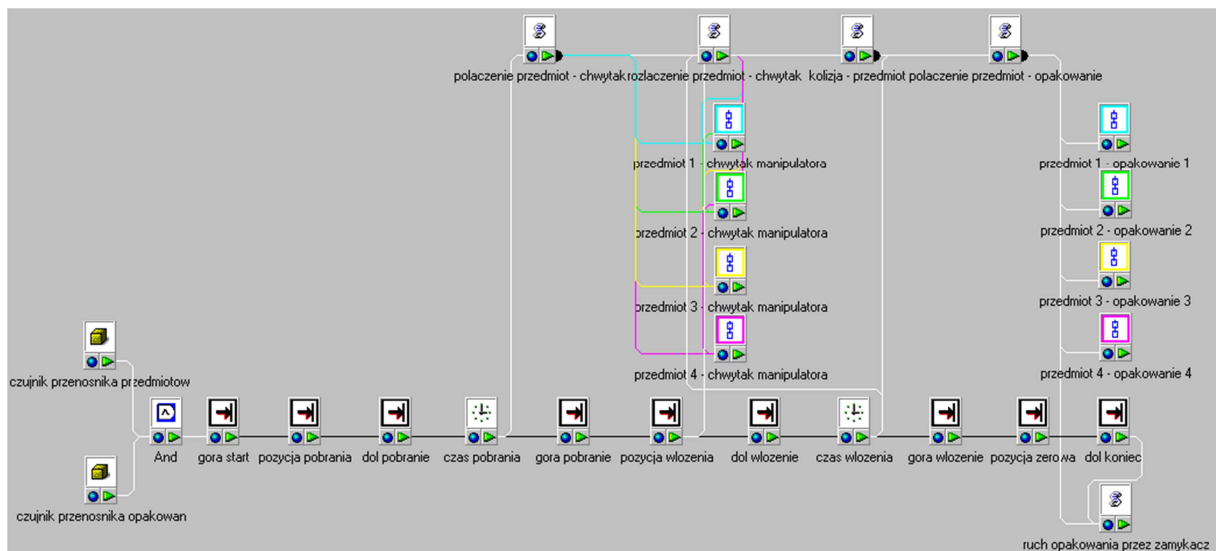 polaczenie przedmiot - chwytak
rozlaczenie przedmiot - chwytak
kolizja - przedmiot
polaczenie przedmiot - opakowanie
przedmiot 1 - chwytak manipulatora
przedmiot 1 - opakowanie 1
przedmiot 2 - chwytak manipulatora
przedmiot 2 - opakowanie 2
przedmiot 3 - chwytak manipulatora
przedmiot 3 - opakowanie 3
przedmiot 4 - chwytak manipulatora
przedmiot 4 - opakowanie 4
czujnik przenosnika przedmiotow
And
gora start
pozycja pobrania
dol pobranie
czas pobrania
gora pobranie
pozycja wlozenia
dol wlozenie
czas wlozenia
gora wlozenie
pozycja zerowa
dol koniec
czujnik przenosnika opakowan
ruch opakowania przez zamykacz